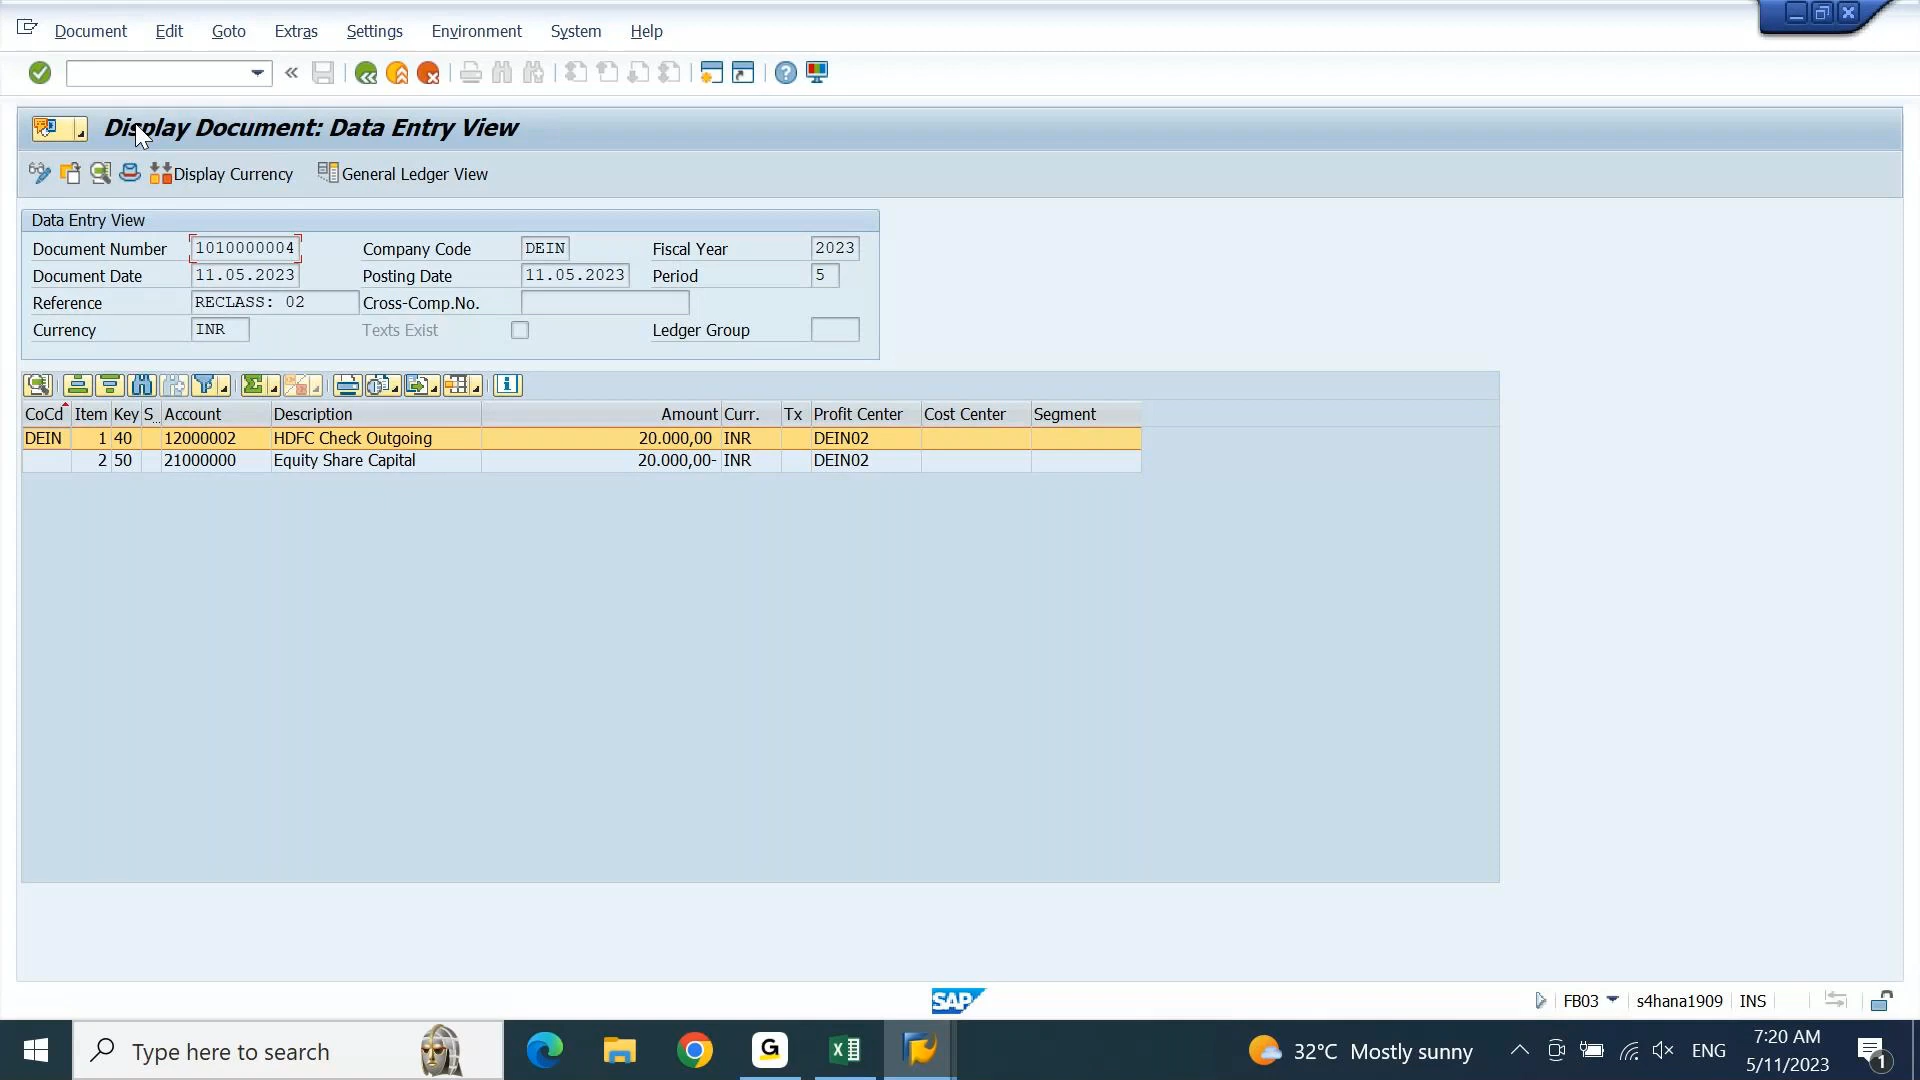 Document Edit Goto Extras Settings Environment System Help
Display Document: Data Entry View
Display Currency General Ledger View
Data Entry View
Document Number 1010000004 Company Code DEIN Fiscal Year 2023
Document Date 11.05.2023 Posting Date 11.05.2023 Period 5
Reference RECLASS: 02 Cross-Comp.No.
Currency INR Texts Exist Ledger Group
CoCd Item Key S... Account Description Amount Curr. Tx Profit Center Cost Center Segment
DEIN 1 40 12000002 HDFC Check Outgoing 20.000,00 INR DEIN02
2 50 21000000 Equity Share Capital 20.000,00- INR DEIN02
SAP FB03 s4hana1909 INS
Type here to search G 32°C Mostly sunny ENG 7:20 AM
5/11/2023 1